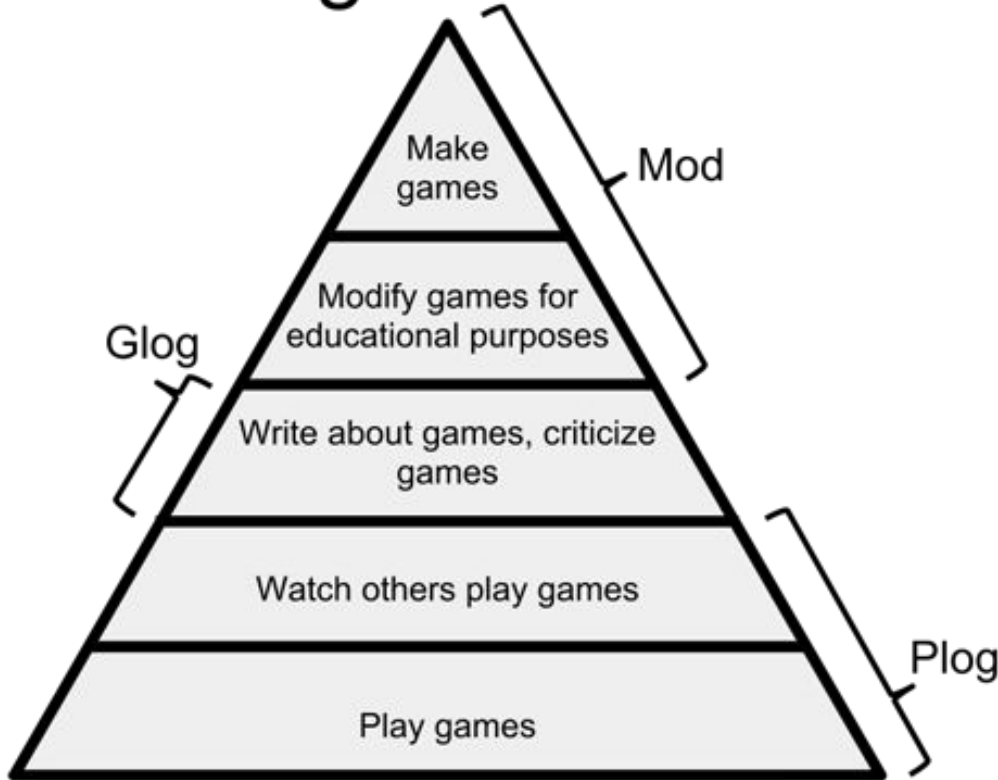 Make
games
Mod
Modify games for
educational purposes
Glog
Write about games, criticize
games
Watch others play games
Plog
Play games